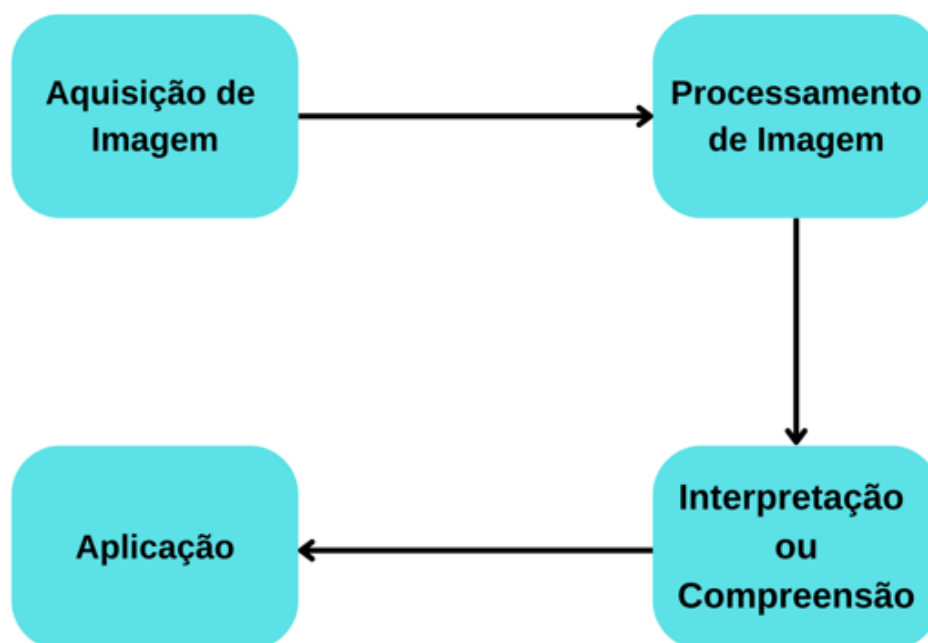 Aquisição de
Imagem
Processamento
de Imagem
Interpretação
ou
Compreensão
Aplicação